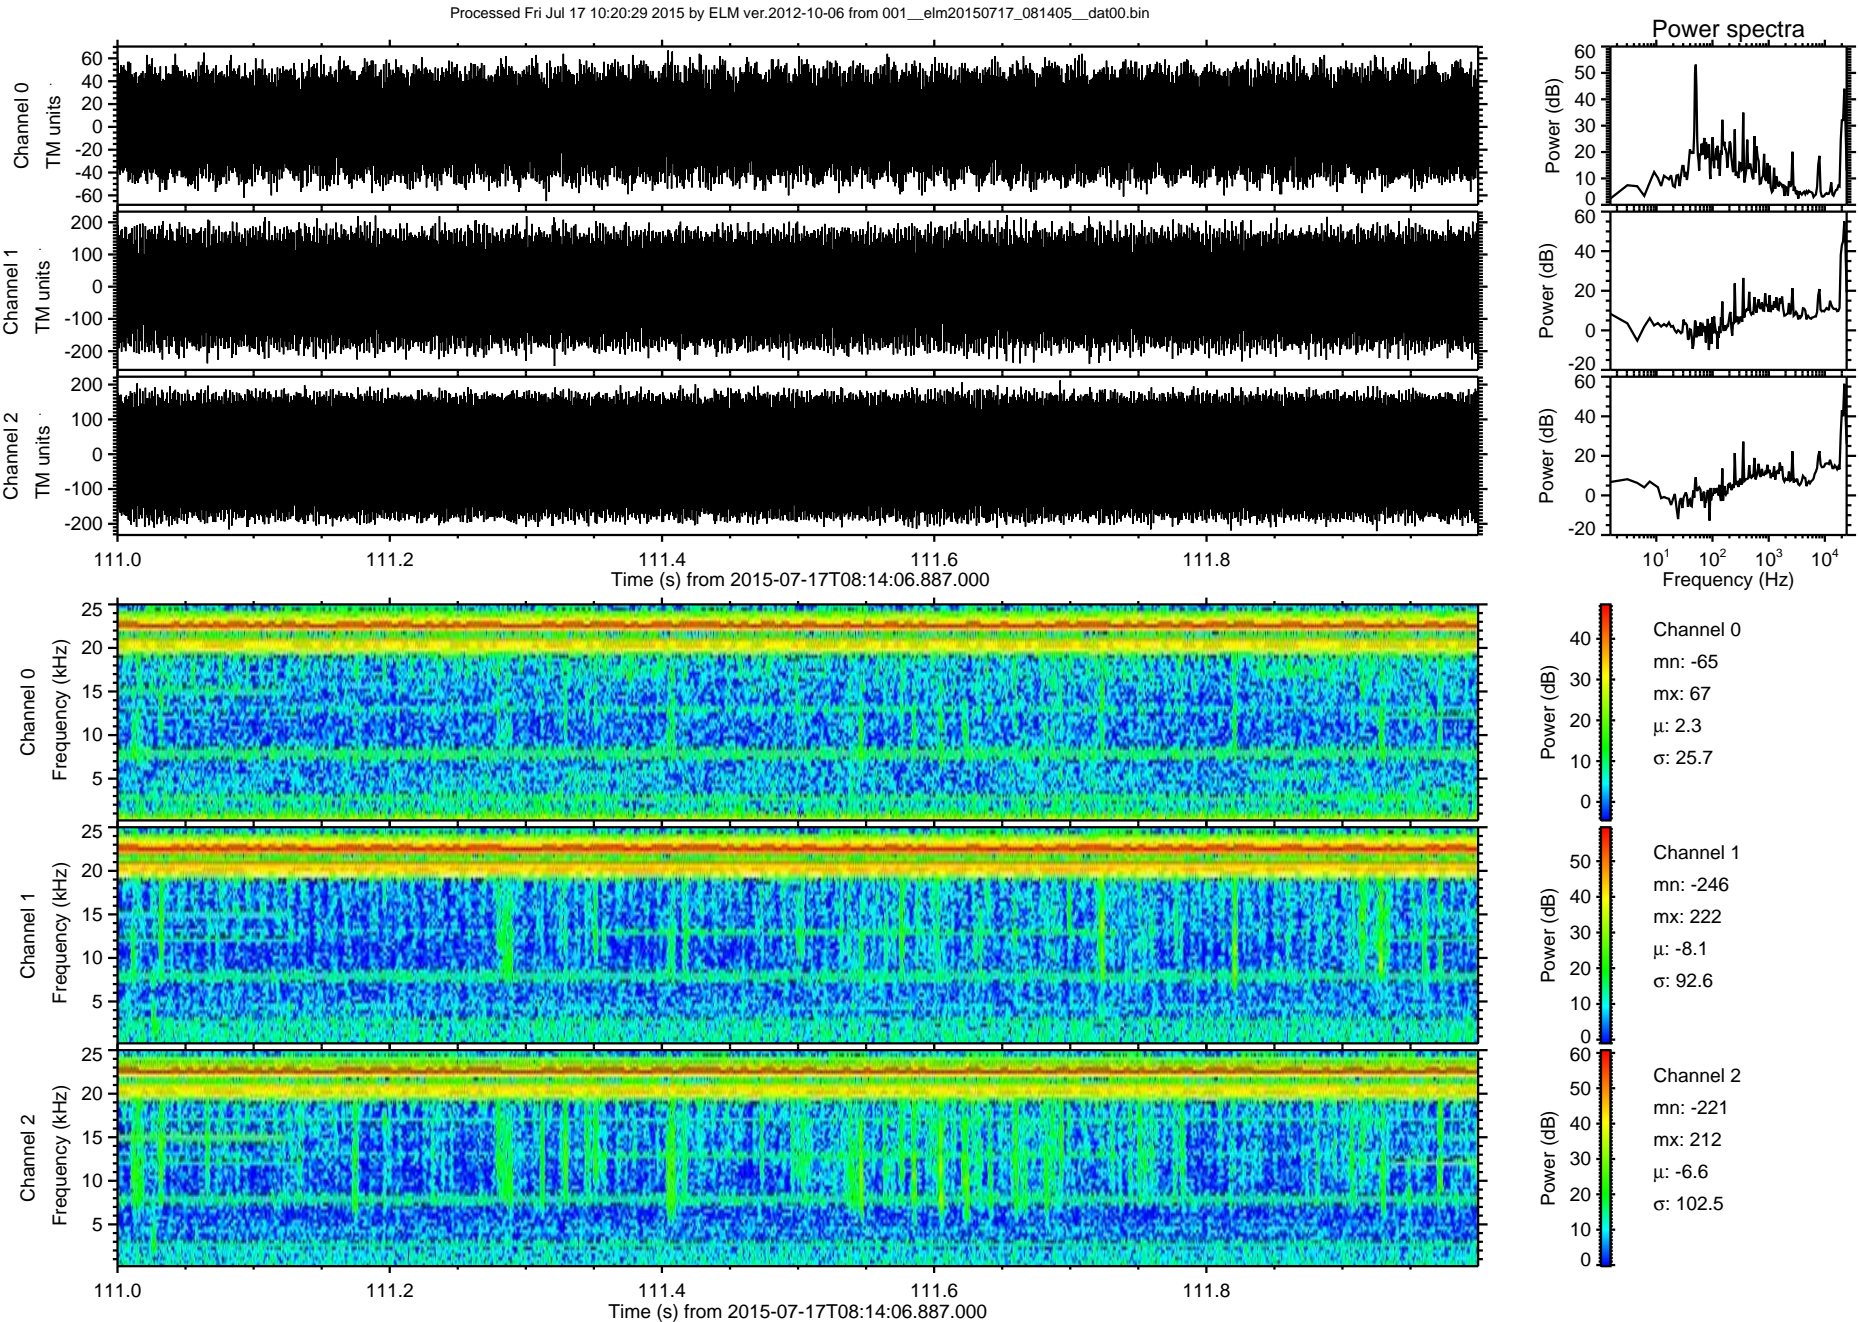 Processed Fri Jul 17 10:20:29 2015 by ELM ver.2012-10-06 from 001__elm20150717_081405__dat00.bin
Power spectra
Channel 0
TM units
60
40
20
0
-20
-40
-60
Power (dB)
60
50
40
30
20
10
0
Channel 1
TM units
200
100
0
-100
-200
Power (dB)
60
40
20
0
-20
Channel 2
TM units
200
100
0
-100
-200
Power (dB)
60
40
20
0
-20
111.0 111.2 111.4 111.6 111.8
Time (s) from 2015-07-17T08:14:06.887.000
10¹ 10² 10³ 10⁴
Frequency (Hz)
Channel 0
Frequency (kHz)
25
20
15
10
5
Power (dB)
40
30
20
10
0
Channel 0
mn: -65
mx: 67
μ: 2.3
σ: 25.7
Channel 1
Frequency (kHz)
25
20
15
10
5
Power (dB)
50
40
30
20
10
0
Channel 1
mn: -246
mx: 222
μ: -8.1
σ: 92.6
Channel 2
Frequency (kHz)
25
20
15
10
5
Power (dB)
60
50
40
30
20
10
0
Channel 2
mn: -221
mx: 212
μ: -6.6
σ: 102.5
111.0 111.2 111.4 111.6 111.8
Time (s) from 2015-07-17T08:14:06.887.000